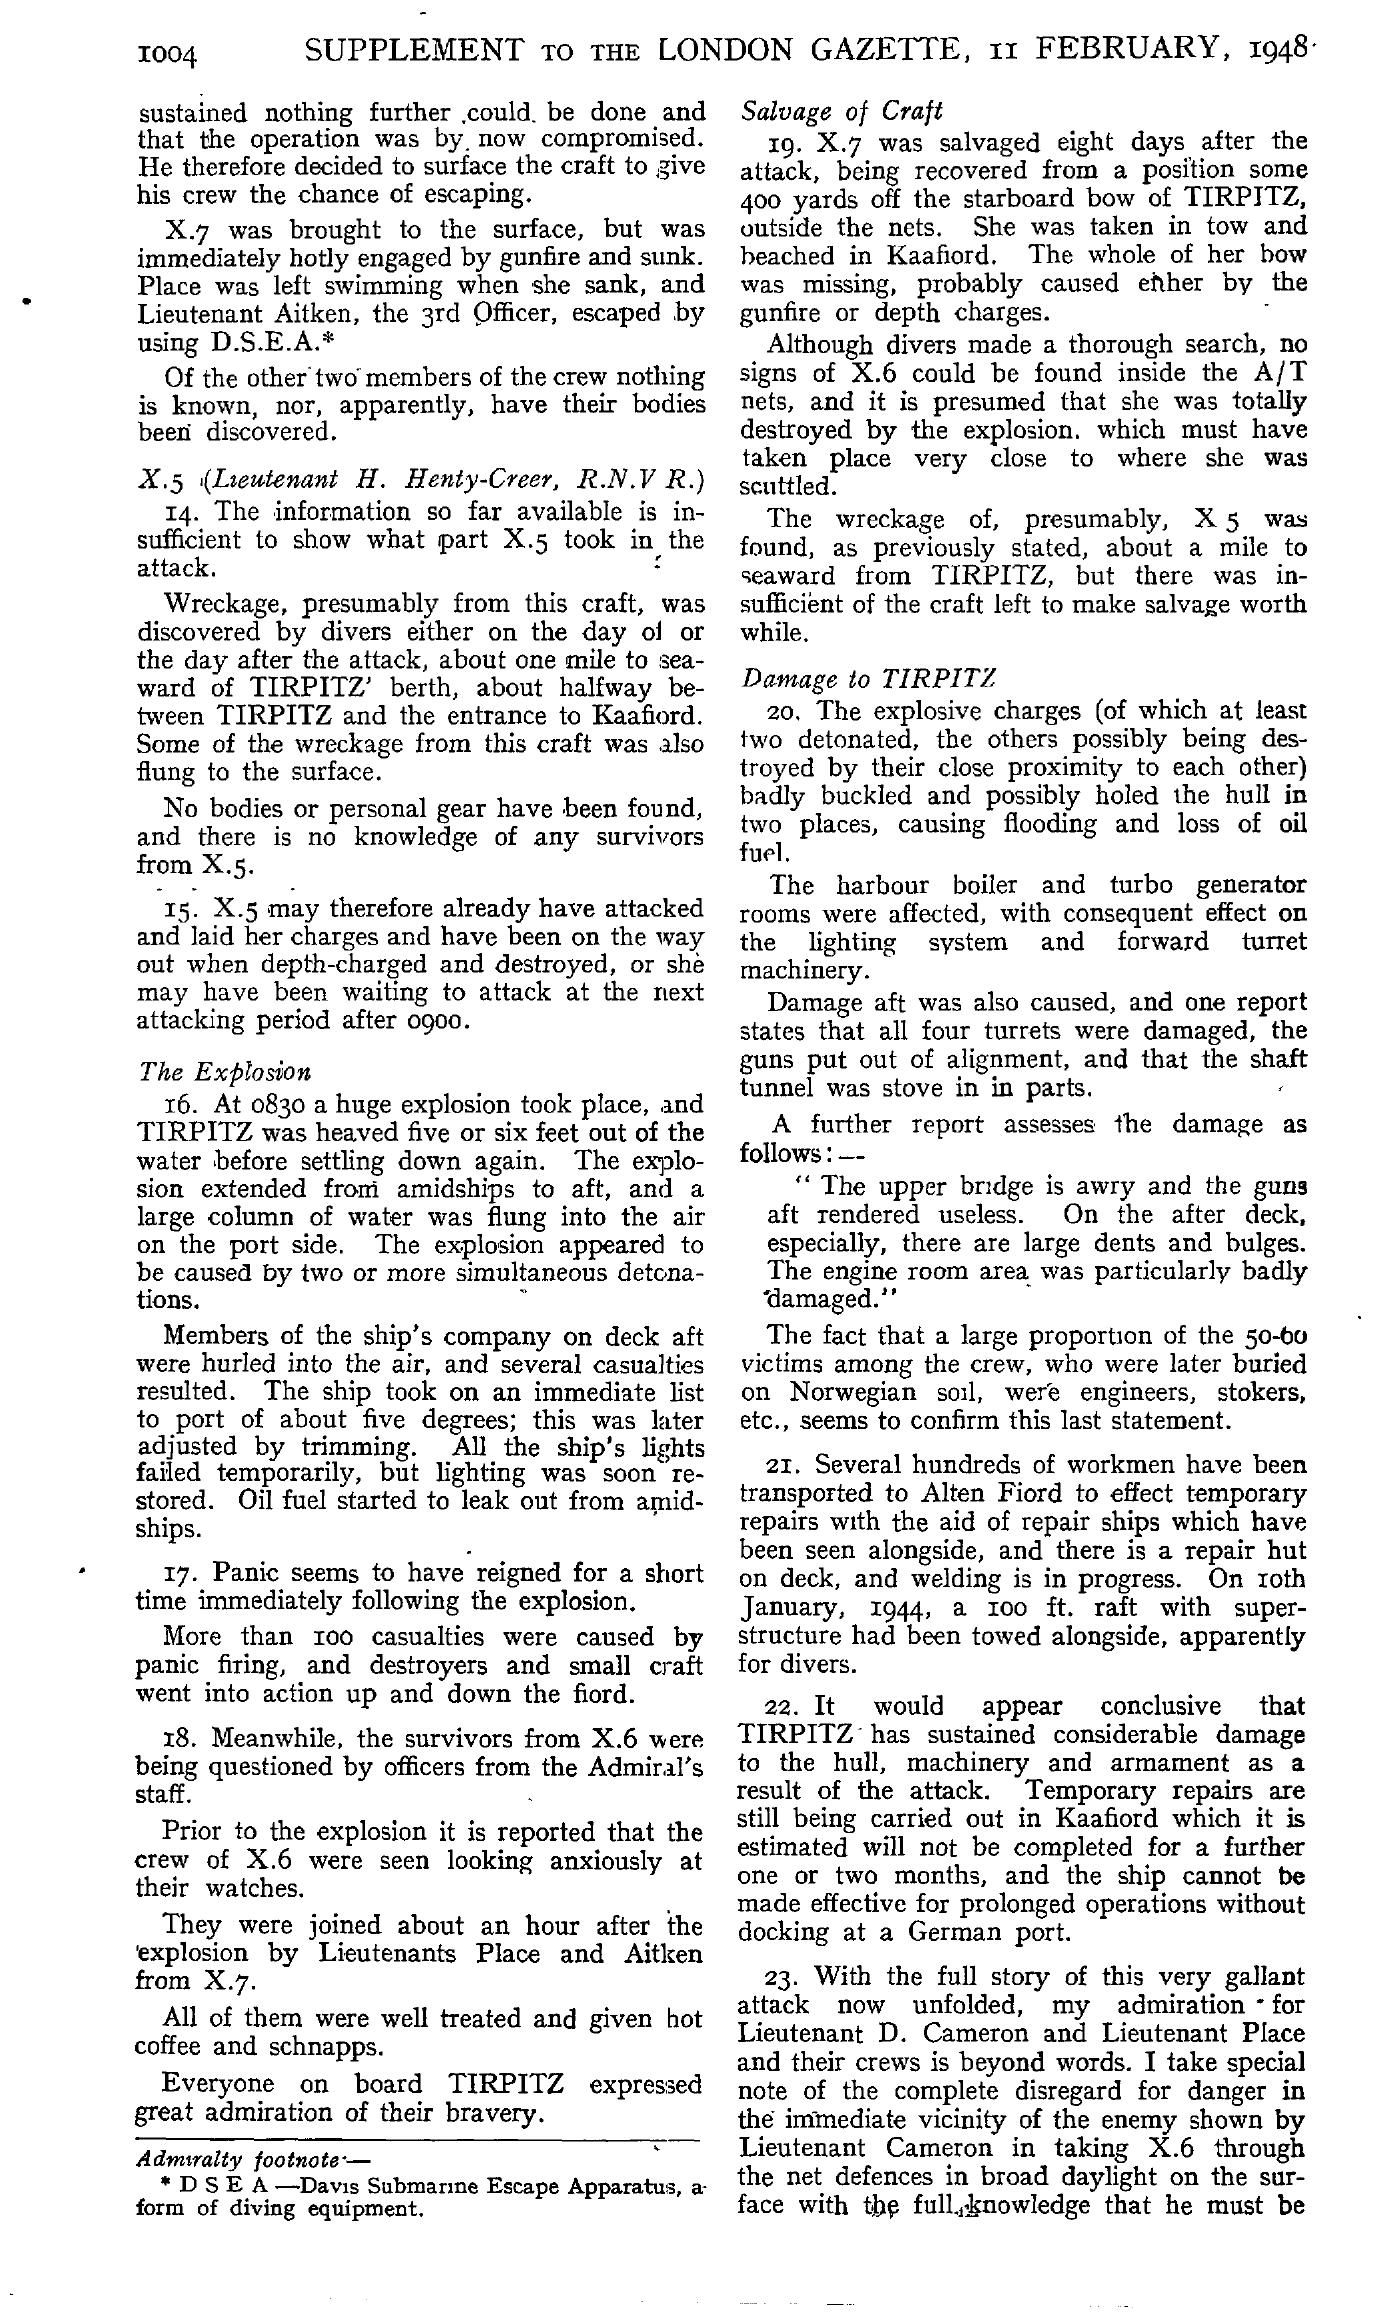 1004 SUPPLEMENT TO THE LONDON GAZETTE, 11 FEBRUARY, 1948
sustained nothing further could be done and
that the operation was by now compromised.
He therefore decided to surface the craft to give
his crew the chance of escaping.
X.7 was brought to the surface, but was
immediately hotly engaged by gunfire and sunk.
Place was left swimming when she sank, and
Lieutenant Aitken, the 3rd Officer, escaped by
using D.S.E.A.*
Of the other two members of the crew nothing
is known, nor, apparently, have their bodies
been discovered.
X.5 (Lieutenant H. Henty-Creer, R.N.V R.)
14. The information so far available is in-
sufficient to show what part X.5 took in the
attack.
Wreckage, presumably from this craft, was
discovered by divers either on the day of or
the day after the attack, about one mile to sea-
ward of TIRPITZ' berth, about halfway be-
tween TIRPITZ and the entrance to Kaafiord.
Some of the wreckage from this craft was also
flung to the surface.
No bodies or personal gear have been found,
and there is no knowledge of any survivors
from X.5.
15. X.5 may therefore already have attacked
and laid her charges and have been on the way
out when depth-charged and destroyed, or she
may have been waiting to attack at the next
attacking period after 0900.
The Explosion
16. At 0830 a huge explosion took place, and
TIRPITZ was heaved five or six feet out of the
water before settling down again. The explo-
sion extended from amidships to aft, and a
large column of water was flung into the air
on the port side. The explosion appeared to
be caused by two or more simultaneous detona-
tions.
Members of the ship's company on deck aft
were hurled into the air, and several casualties
resulted. The ship took on an immediate list
to port of about five degrees; this was later
adjusted by trimming. All the ship's lights
failed temporarily, but lighting was soon re-
stored. Oil fuel started to leak out from amid-
ships.
17. Panic seems to have reigned for a short
time immediately following the explosion.
More than 100 casualties were caused by
panic firing, and destroyers and small craft
went into action up and down the fiord.
18. Meanwhile, the survivors from X.6 were
being questioned by officers from the Admiral's
staff.
Prior to the explosion it is reported that the
crew of X.6 were seen looking anxiously at
their watches.
They were joined about an hour after the
explosion by Lieutenants Place and Aitken
from X.7.
All of them were well treated and given hot
coffee and schnapps.
Everyone on board TIRPITZ expressed
great admiration of their bravery.
Admiralty footnote:—
* D S E A —Davis Submarine Escape Apparatus, a
form of diving equipment.
Salvage of Craft
19. X.7 was salvaged eight days after the
attack, being recovered from a position some
400 yards off the starboard bow of TIRPITZ,
outside the nets. She was taken in tow and
beached in Kaafiord. The whole of her bow
was missing, probably caused either by the
gunfire or depth charges.
Although divers made a thorough search, no
signs of X.6 could be found inside the A/T
nets, and it is presumed that she was totally
destroyed by the explosion. which must have
taken place very close to where she was
scuttled.
The wreckage of, presumably, X 5 was
found, as previously stated, about a mile to
seaward from TIRPITZ, but there was in-
sufficient of the craft left to make salvage worth
while.
Damage to TIRPITZ
20. The explosive charges (of which at least
two detonated, the others possibly being des-
troyed by their close proximity to each other)
badly buckled and possibly holed the hull in
two places, causing flooding and loss of oil
fuel.
The harbour boiler and turbo generator
rooms were affected, with consequent effect on
the lighting system and forward turret
machinery.
Damage aft was also caused, and one report
states that all four turrets were damaged, the
guns put out of alignment, and that the shaft
tunnel was stove in in parts.
A further report assesses the damage as
follows:—
" The upper bridge is awry and the guns
aft rendered useless. On the after deck,
especially, there are large dents and bulges.
The engine room area was particularly badly
damaged."
The fact that a large proportion of the 50-60
victims among the crew, who were later buried
on Norwegian soil, were engineers, stokers,
etc., seems to confirm this last statement.
21. Several hundreds of workmen have been
transported to Alten Fiord to effect temporary
repairs with the aid of repair ships which have
been seen alongside, and there is a repair hut
on deck, and welding is in progress. On 10th
January, 1944, a 100 ft. raft with super-
structure had been towed alongside, apparently
for divers.
22. It would appear conclusive that
TIRPITZ has sustained considerable damage
to the hull, machinery and armament as a
result of the attack. Temporary repairs are
still being carried out in Kaafiord which it is
estimated will not be completed for a further
one or two months, and the ship cannot be
made effective for prolonged operations without
docking at a German port.
23. With the full story of this very gallant
attack now unfolded, my admiration for
Lieutenant D. Cameron and Lieutenant Place
and their crews is beyond words. I take special
note of the complete disregard for danger in
the immediate vicinity of the enemy shown by
Lieutenant Cameron in taking X.6 through
the net defences in broad daylight on the sur-
face with the full knowledge that he must be